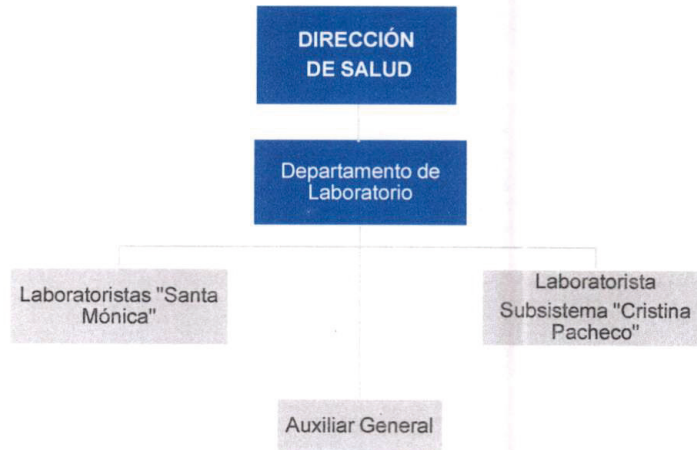 DIRECCIÓN
DE SALUD
Departamento de
Laboratorio
Laboratoristas "Santa
Mónica"
Laboratorista
Subsistema "Cristina
Pacheco"
Auxiliar General